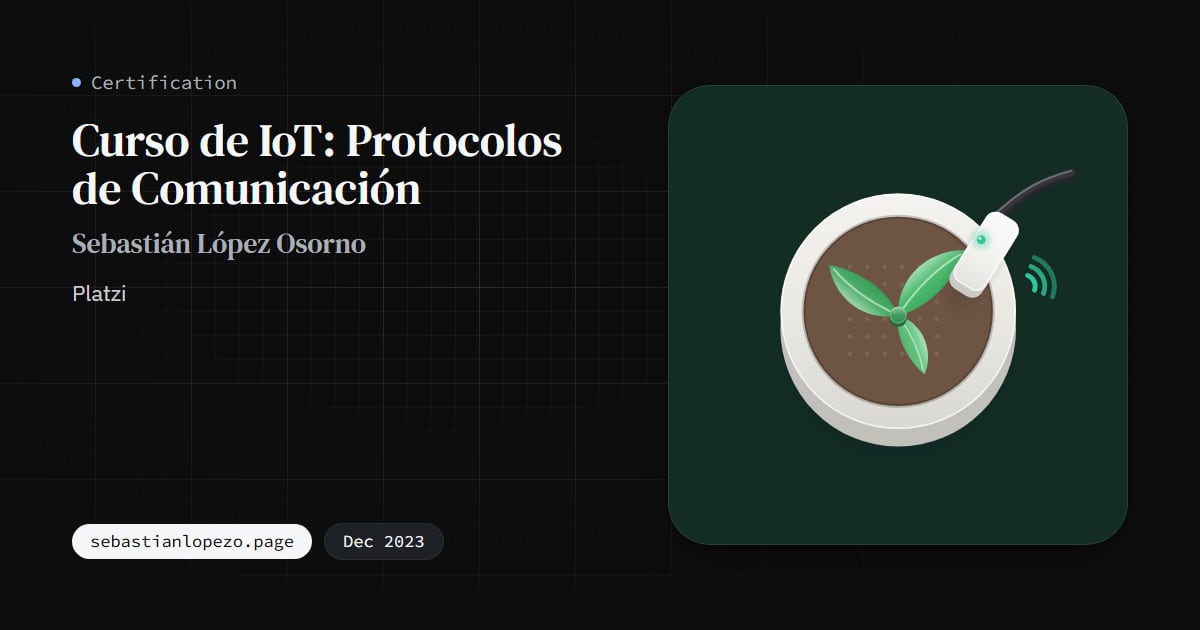 Certification
Curso de IoT: Protocolos
de Comunicación
Sebastián López Osorno
Platzi
sebastianlopezo.page
Dec 2023